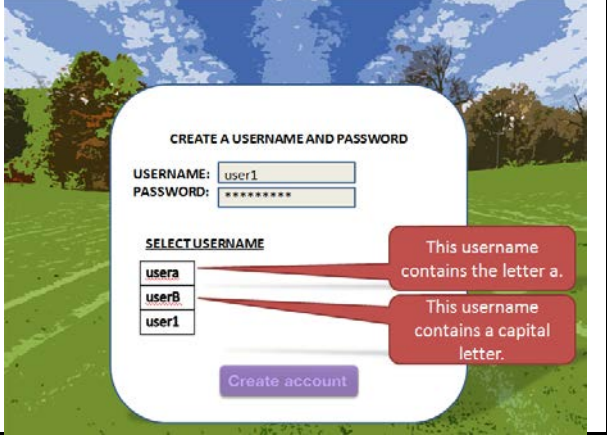 CREATE A USERNAME AND PASSWORD
USERNAME: user1
PASSWORD: *********
SELECT USERNAME
usera
userB
user1
This username
contains the letter a.
This username
contains a capital
letter.
Create account